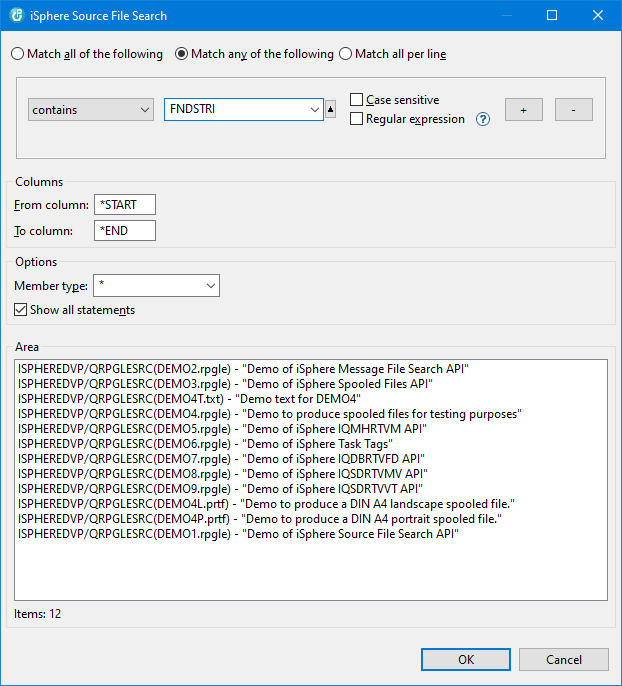 iSphere Source File Search
Match all of the following Match any of the following Match all per line
contains FNDSTRI Case sensitive + -
Regular expression ?
Columns
From column: *START
To column: *END
Options
Member type: *
Show all statements
Area
ISPHEREDVP/QRPGLESRC(DEMO2.rpgle) - "Demo of iSphere Message File Search API"
ISPHEREDVP/QRPGLESRC(DEMO3.rpgle) - "Demo of iSphere Spooled Files API"
ISPHEREDVP/QRPGLESRC(DEMO4T.txt) - "Demo text for DEMO4"
ISPHEREDVP/QRPGLESRC(DEMO4.rpgle) - "Demo to produce spooled files for testing purposes"
ISPHEREDVP/QRPGLESRC(DEMO5.rpgle) - "Demo of iSphere IQMHRTVM API"
ISPHEREDVP/QRPGLESRC(DEMO6.rpgle) - "Demo of iSphere Task Tags"
ISPHEREDVP/QRPGLESRC(DEMO7.rpgle) - "Demo of iSphere IQDBRTVFD API"
ISPHEREDVP/QRPGLESRC(DEMO8.rpgle) - "Demo of iSphere IQSDRTVMV API"
ISPHEREDVP/QRPGLESRC(DEMO9.rpgle) - "Demo of iSphere IQSDRTVVT API"
ISPHEREDVP/QRPGLESRC(DEMO4L.prtf) - "Demo to produce a DIN A4 landscape spooled file."
ISPHEREDVP/QRPGLESRC(DEMO4P.prtf) - "Demo to produce a DIN A4 portrait spooled file."
ISPHEREDVP/QRPGLESRC(DEMO1.rpgle) - "Demo of iSphere Source File Search API"
Items: 12
OK Cancel